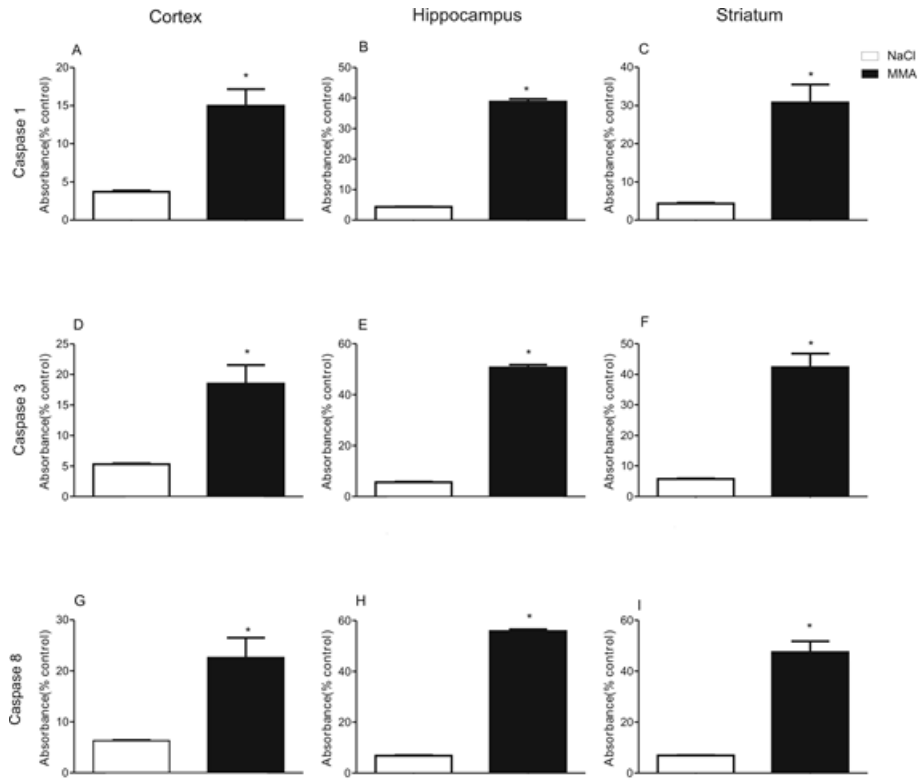 Cortex Hippocampus Striatum
NaCl
MMA
A
*
20
15
10
5
0
Absorbance(% control)
Caspase 1
B
*
50
40
30
20
10
0
Absorbance(% control)
C
*
40
30
20
10
0
Absorbance(% control)
D
*
25
20
15
10
5
0
Absorbance(% control)
Caspase 3
E
*
60
40
20
0
Absorbance(% control)
F
*
50
40
30
20
10
0
Absorbance(% control)
G
*
30
20
10
0
Absorbance(% control)
Caspase 8
H
*
60
40
20
0
Absorbance(% control)
I
*
60
40
20
0
Absorbance(% control)